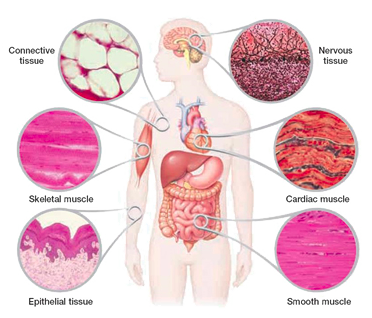 Connective
tissue
Nervous
tissue
Skeletal muscle
Cardiac muscle
Epithelial tissue
Smooth muscle